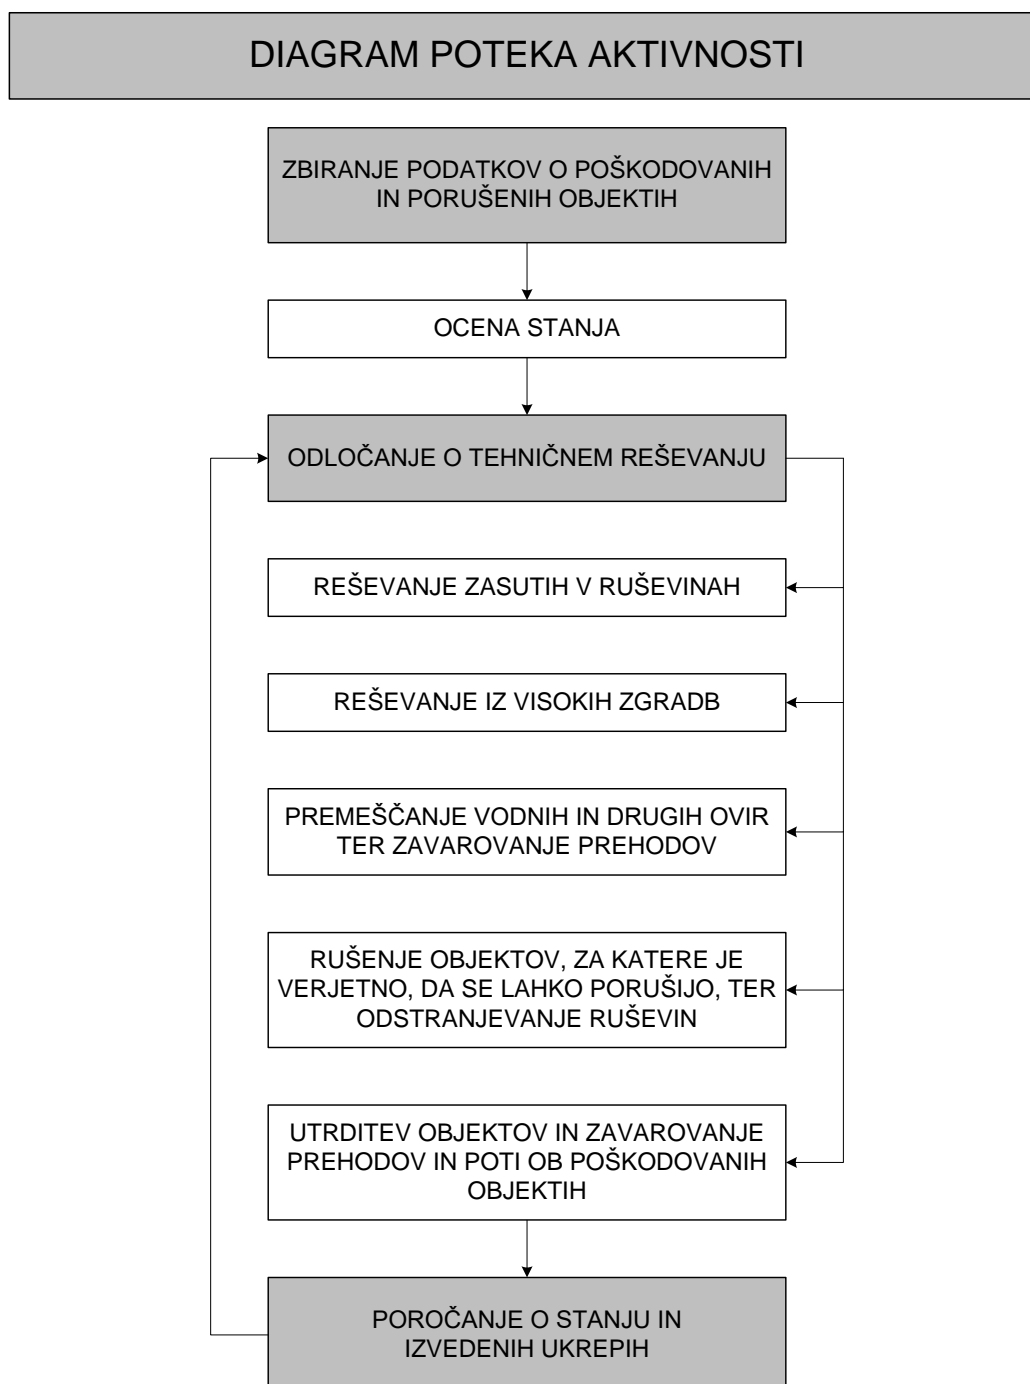 DIAGRAM POTEKA AKTIVNOSTI
ZBIRANJE PODATKOV O POŠKODOVANIH
IN PORUŠENIH OBJEKTIH
OCENA STANJA
ODLOČANJE O TEHNIČNEM REŠEVANJU
REŠEVANJE ZASUTIH V RUŠEVINAH
REŠEVANJE IZ VISOKIH ZGRADB
PREMEŠČANJE VODNIH IN DRUGIH OVIR
TER ZAVAROVANJE PREHODOV
RUŠENJE OBJEKTOV, ZA KATERE JE
VERJETNO, DA SE LAHKO PORUŠIJO, TER
ODSTRANJEVANJE RUŠEVIN
UTRDITEV OBJEKTOV IN ZAVAROVANJE
PREHODOV IN POTI OB POŠKODOVANIH
OBJEKTIH
POROČANJE O STANJU IN
IZVEDENIH UKREPIH